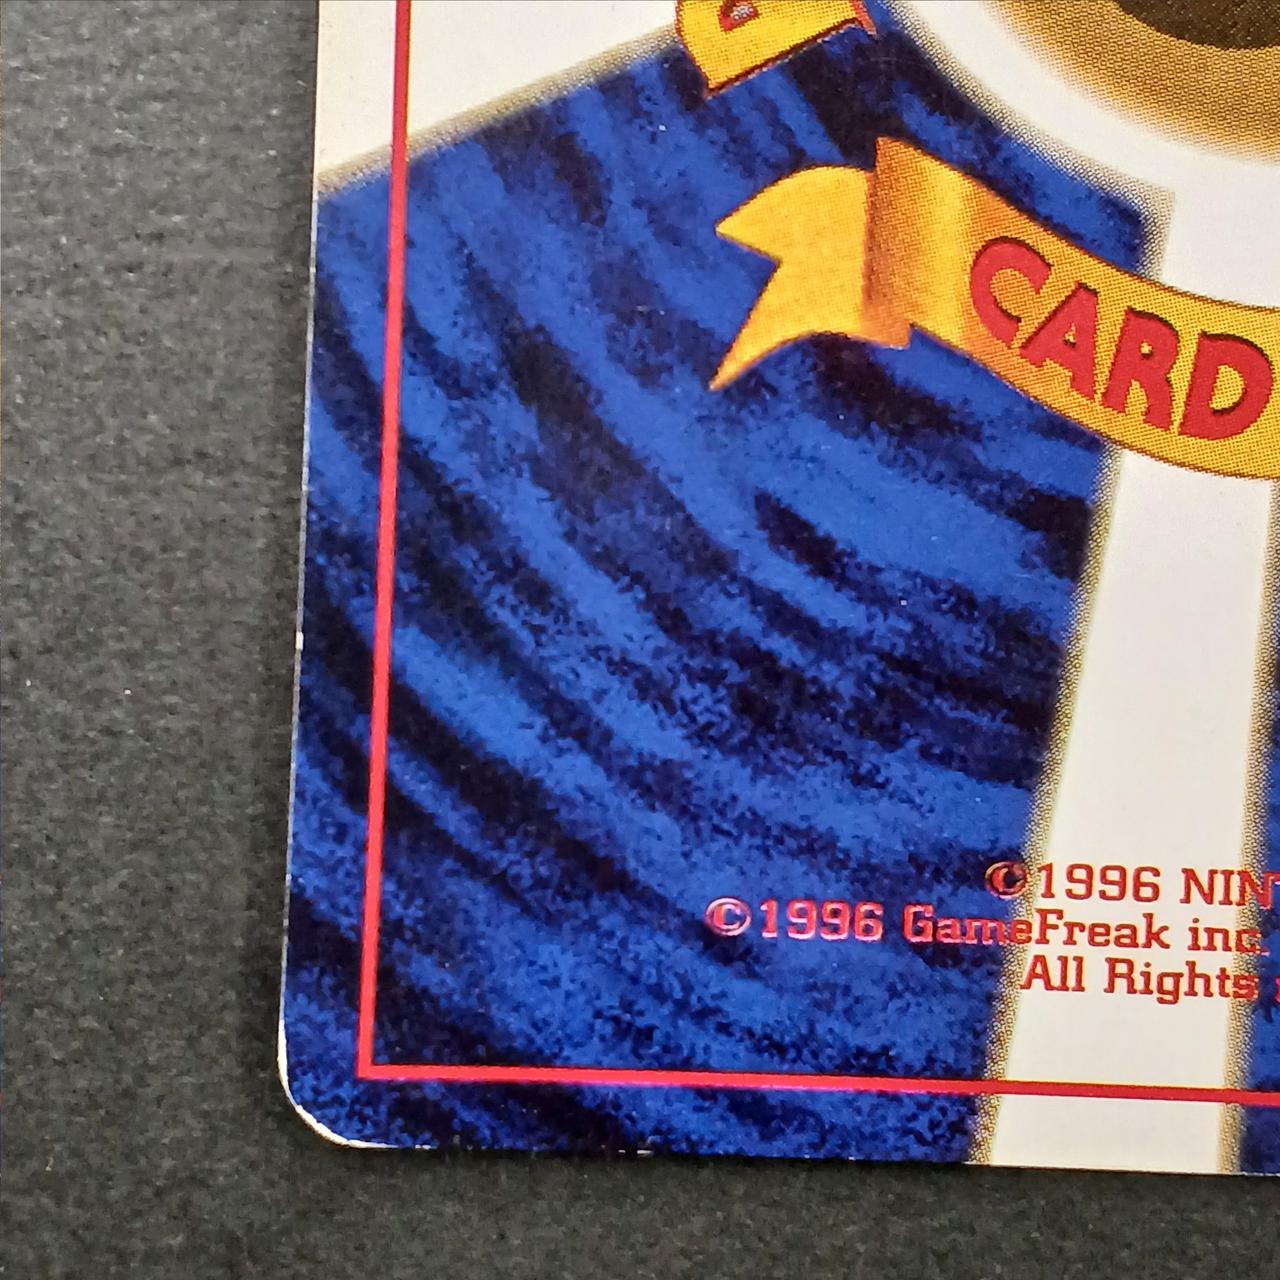 CARD
©1996 NIN
©1996 GameFreak inc.
All Rights